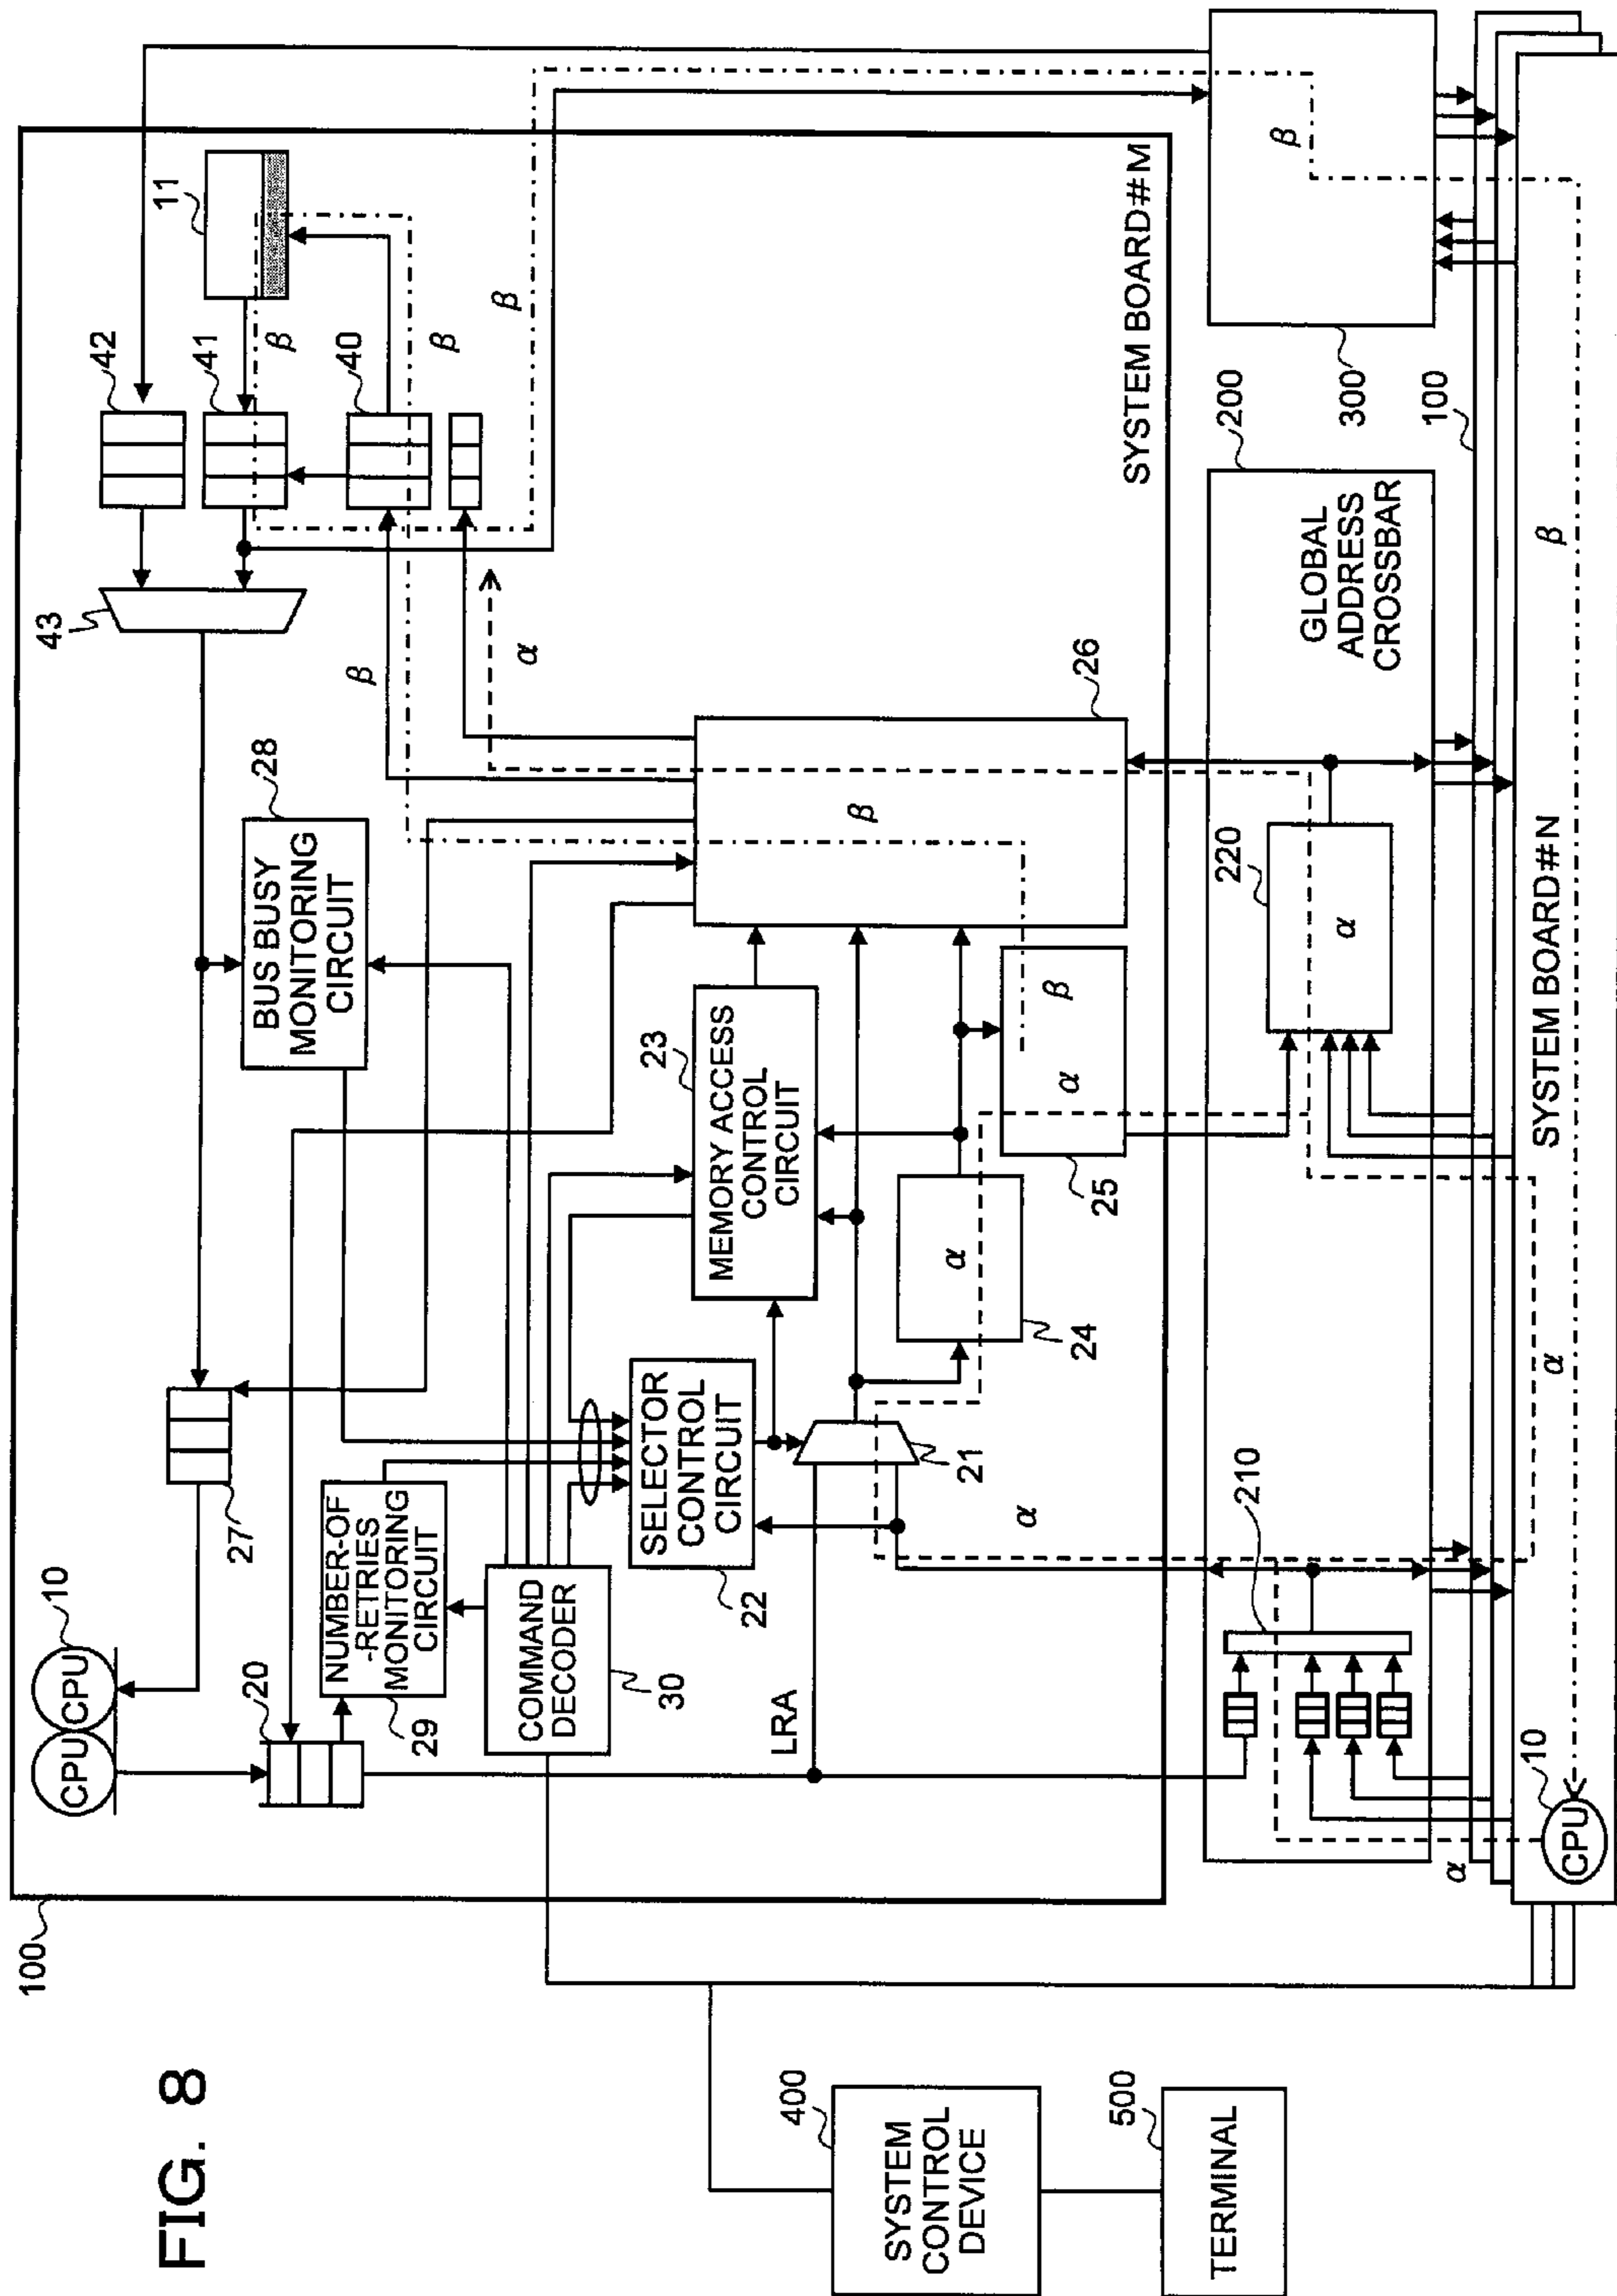 FIG. 8
100
SYSTEM BOARD#M
CPU
CPU
10
20
27
NUMBER-OF
-RETRIES
MONITORING
CIRCUIT
29
COMMAND
DECODER
30
LRA
BUS BUSY
MONITORING
CIRCUIT
28
SELECTOR
CONTROL
CIRCUIT
22
21
MEMORY ACCESS
CONTROL
CIRCUIT
23
α
24
α
β
25
β
26
43
42
41
40
11
β
β
β
β
α
α
210
GLOBAL
ADDRESS
CROSSBAR
200
α
220
β
300
100
SYSTEM BOARD#N
α
α
β
CPU
10
SYSTEM
CONTROL
DEVICE
400
TERMINAL
500